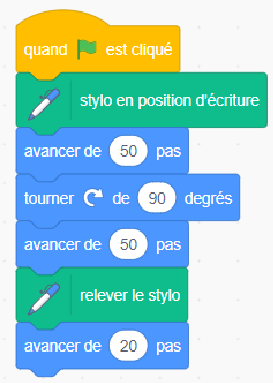 quand est cliqué
stylo en position d'écriture
avancer de 50 pas
tourner de 90 degrés
avancer de 50 pas
relever le stylo
avancer de 20 pas